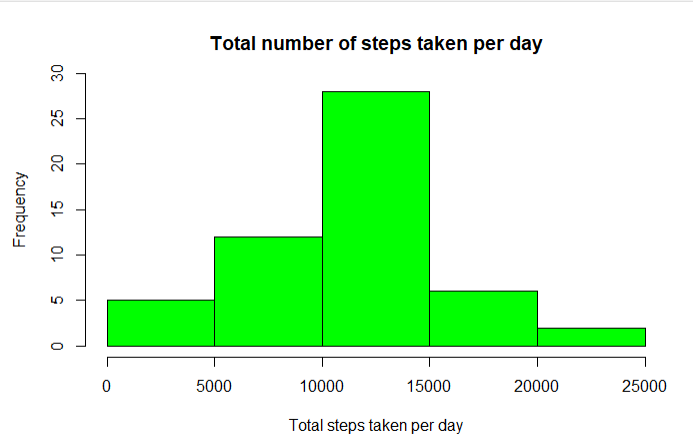 Total number of steps taken per day
30
25
20
15
10
5
0
Frequency
0 5000 10000 15000 20000 25000
Total steps taken per day